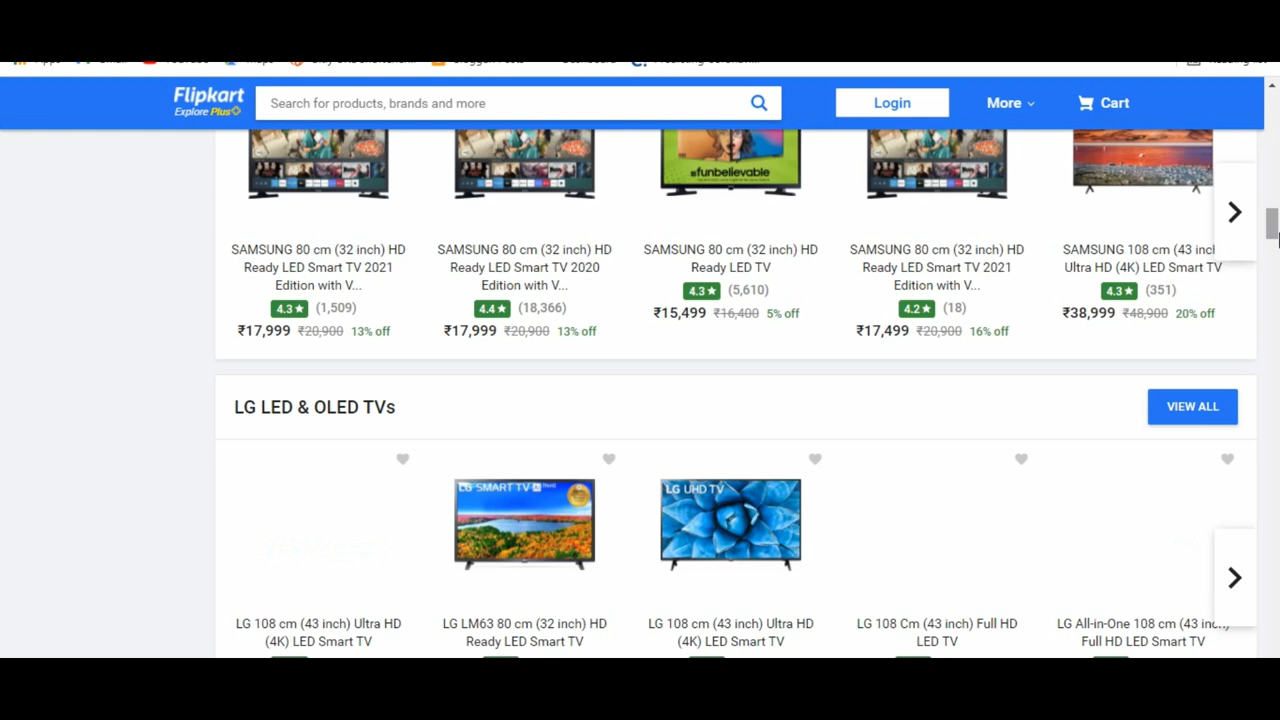 Flipkart
Explore Plus
Search for products, brands and more
Login
More
Cart
#funbelievable
SAMSUNG 80 cm (32 inch) HD
Ready LED Smart TV 2021
Edition with V...
4.3★ (1,509)
₹17,999 ₹20,900 13% off
SAMSUNG 80 cm (32 inch) HD
Ready LED Smart TV 2020
Edition with V...
4.4★ (18,366)
₹17,999 ₹20,900 13% off
SAMSUNG 80 cm (32 inch) HD
Ready LED TV
4.3★ (5,610)
₹15,499 ₹16,400 5% off
SAMSUNG 80 cm (32 inch) HD
Ready LED Smart TV 2021
Edition with V...
4.2★ (18)
₹17,499 ₹20,900 16% off
SAMSUNG 108 cm (43 inch
Ultra HD (4K) LED Smart TV
4.3★ (351)
₹38,999 ₹48,900 20% off
LG LED & OLED TVs
VIEW ALL
LG SMART TV
LG UHD TV
LG 108 cm (43 inch) Ultra HD
(4K) LED Smart TV
LG LM63 80 cm (32 inch) HD
Ready LED Smart TV
LG 108 cm (43 inch) Ultra HD
(4K) LED Smart TV
LG 108 Cm (43 inch) Full HD
LED TV
LG All-in-One 108 cm (43 inch)
Full HD LED Smart TV